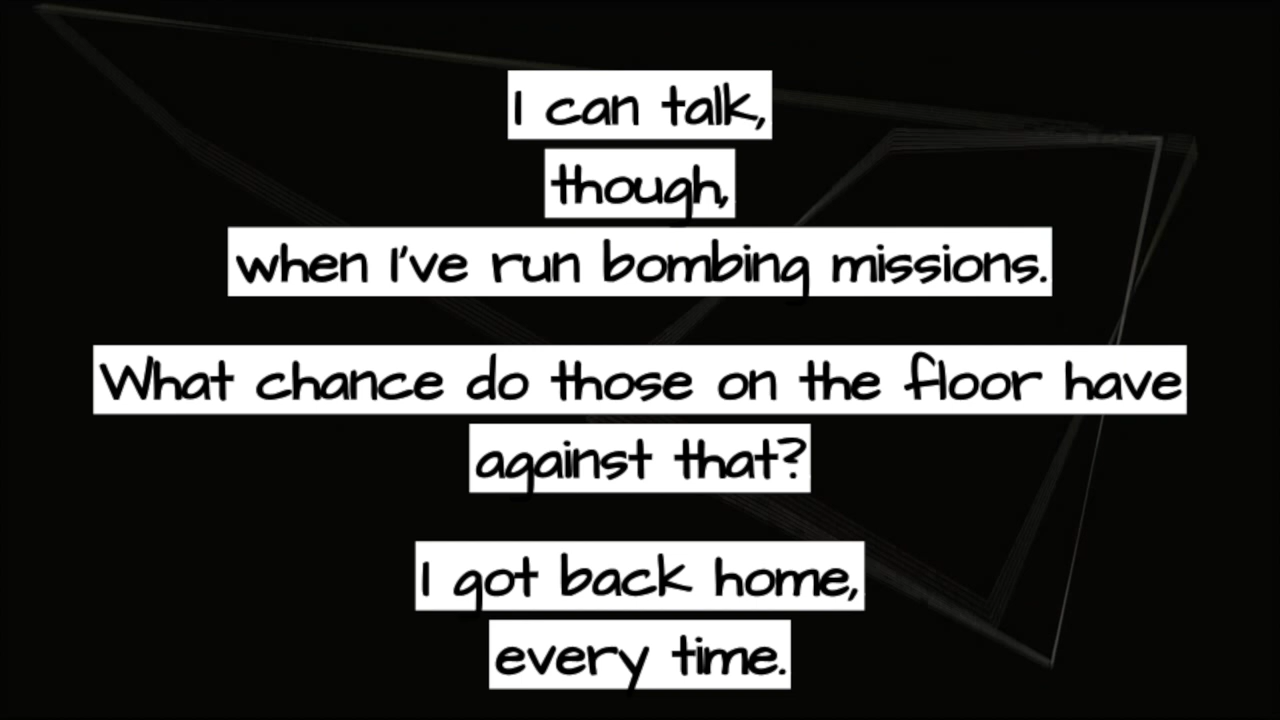 I can talk,
though,
when I've run bombing missions.
What chance do those on the floor have
against that?
I got back home,
every time.